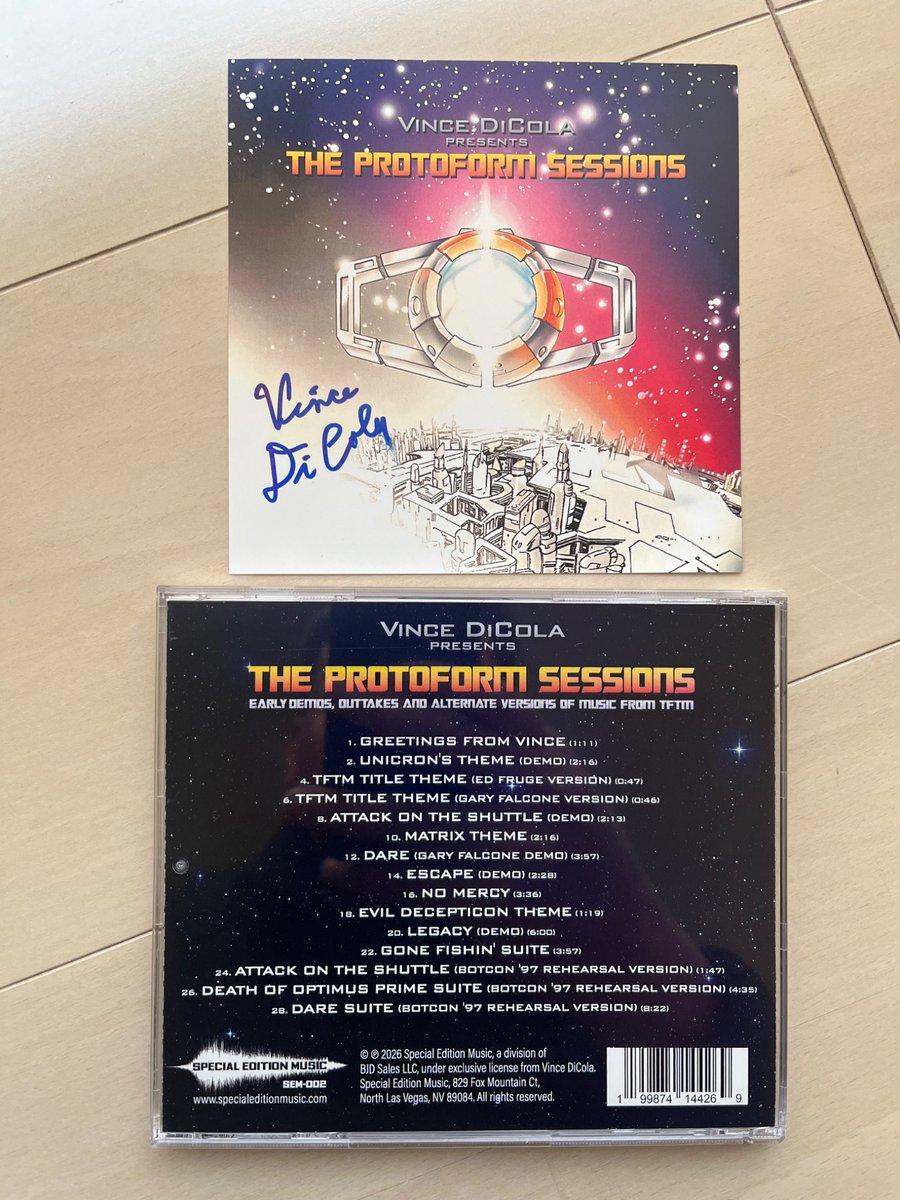 VINCE DICOLA
PRESENTS
THE PROTOFORM SESSIONS
Vince
DiCola
VINCE DICOLA
PRESENTS
THE PROTOFORM SESSIONS
EARLY DEMOS, OUTTAKES AND ALTERNATE VERSIONS OF MUSIC FROM TFTM
1. GREETINGS FROM VINCE (1:11)
2. UNICRON'S THEME (DEMO) (2:16)
4. TFTM TITLE THEME (ED FRUGE VERSION) (0:47)
6. TFTM TITLE THEME (GARY FALCONE VERSION) (0:46)
8. ATTACK ON THE SHUTTLE (DEMO) (2:13)
10. MATRIX THEME (2:16)
12. DARE (GARY FALCONE DEMO) (3:57)
14. ESCAPE (DEMO) (2:28)
16. NO MERCY (3:36)
18. EVIL DECEPTICON THEME (1:19)
20. LEGACY (DEMO) (6:00)
22. GONE FISHIN' SUITE (3:57)
24. ATTACK ON THE SHUTTLE (BOTCON '97 REHEARSAL VERSION) (1:47)
26. DEATH OF OPTIMUS PRIME SUITE (BOTCON '97 REHEARSAL VERSION) (4:35)
28. DARE SUITE (BOTCON '97 REHEARSAL VERSION) (8:22)
SPECIAL EDITION MUSIC
SEM-002
www.specialeditionmusic.com
© ℗ 2026 Special Edition Music, a division of
BJD Sales LLC, under exclusive license from Vince DiCola.
Special Edition Music, 829 Fox Mountain Ct,
North Las Vegas, NV 89084. All rights reserved.
1 99874 14426 9